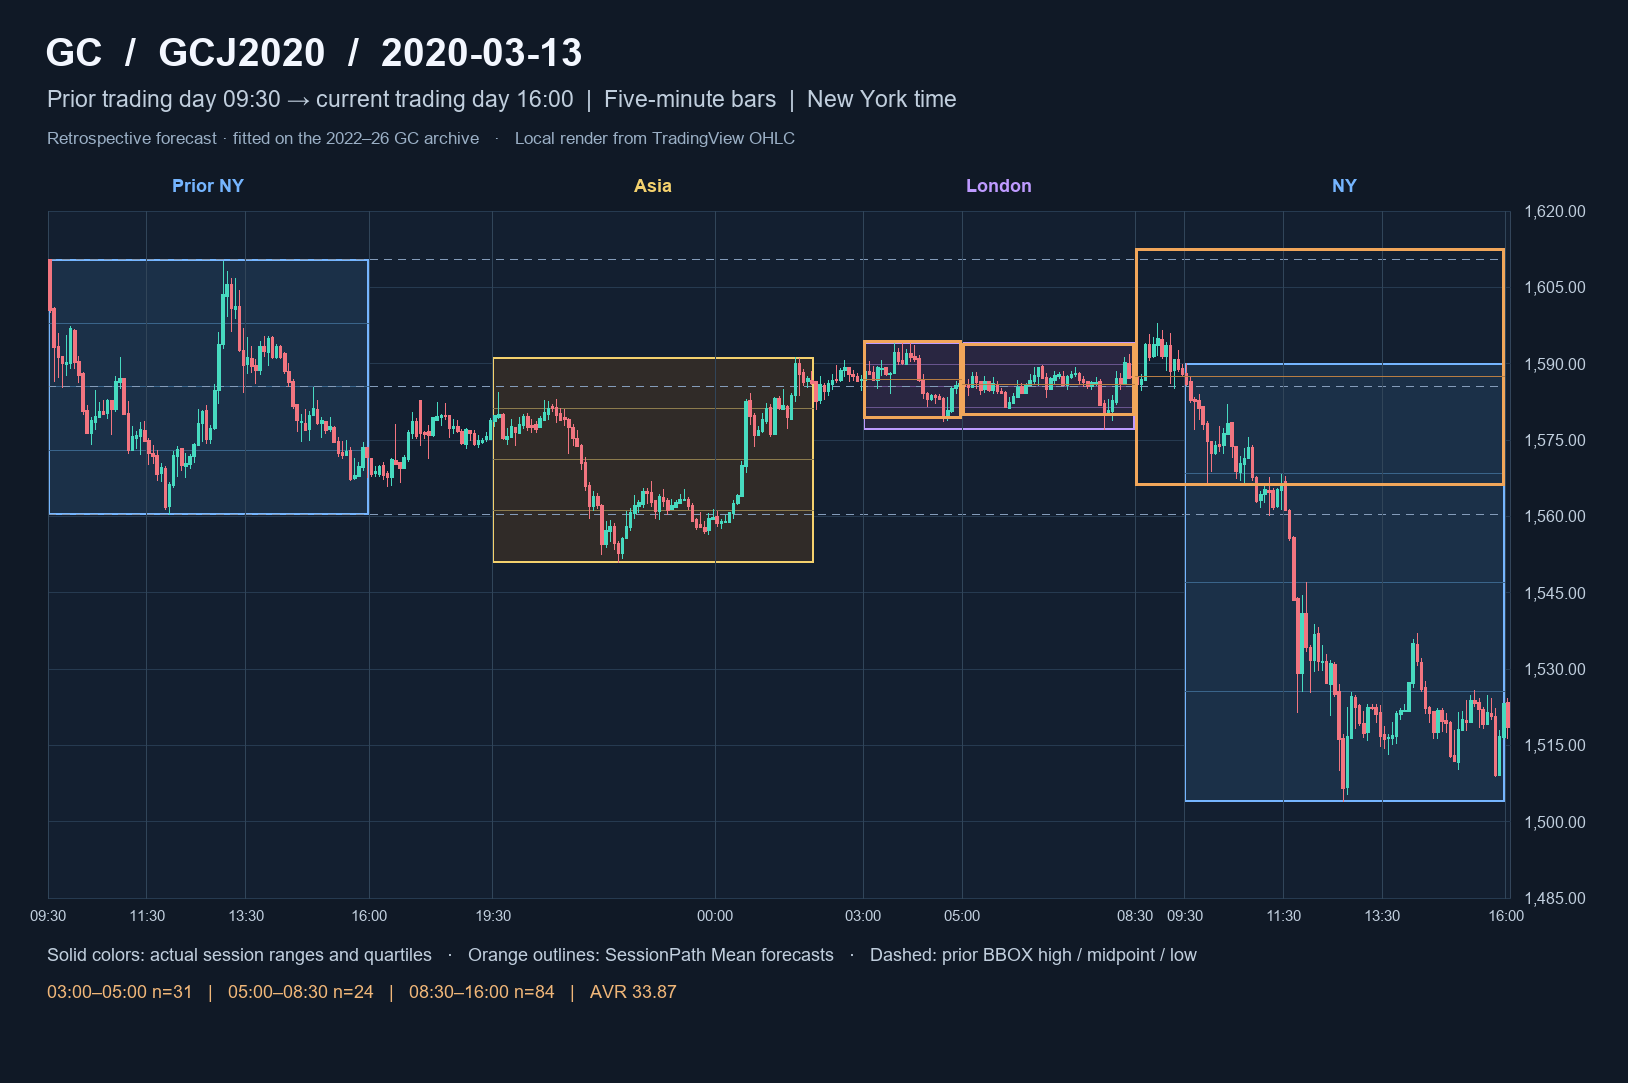 GC / GCJ2020 / 2020-03-13
Prior trading day 09:30 → current trading day 16:00 | Five-minute bars | New York time
Retrospective forecast · fitted on the 2022–26 GC archive · Local render from TradingView OHLC
Prior NY Asia London NY
1,620.00
1,605.00
1,590.00
1,575.00
1,560.00
1,545.00
1,530.00
1,515.00
1,500.00
1,485.00
09:30 11:30 13:30 16:00 19:30 00:00 03:00 05:00 08:30 09:30 11:30 13:30 16:00
Solid colors: actual session ranges and quartiles · Orange outlines: SessionPath Mean forecasts · Dashed: prior BBOX high / midpoint / low
03:00–05:00 n=31 | 05:00–08:30 n=24 | 08:30–16:00 n=84 | AVR 33.87